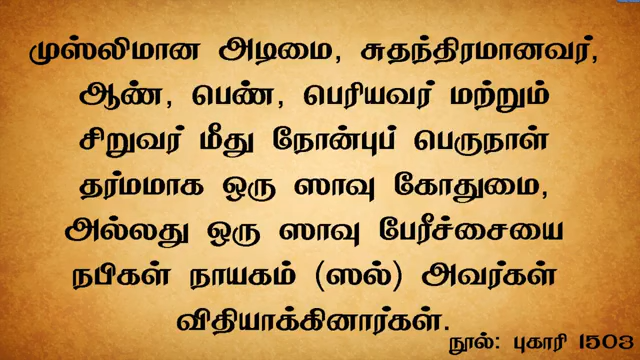 முஸ்லிமான அடிமை, சுதந்திரமானவர்,
ஆண், பெண், பெரியவர் மற்றும்
சிறுவர் மீது நோன்புப் பெருநாள்
தர்மமாக ஒரு ஸாவு கோதுமை,
அல்லது ஒரு ஸாவு பேரீச்சையை
நபிகள் நாயகம் (ஸல்) அவர்கள்
விதியாக்கினார்கள்.
நூல்: புகாரி 1503